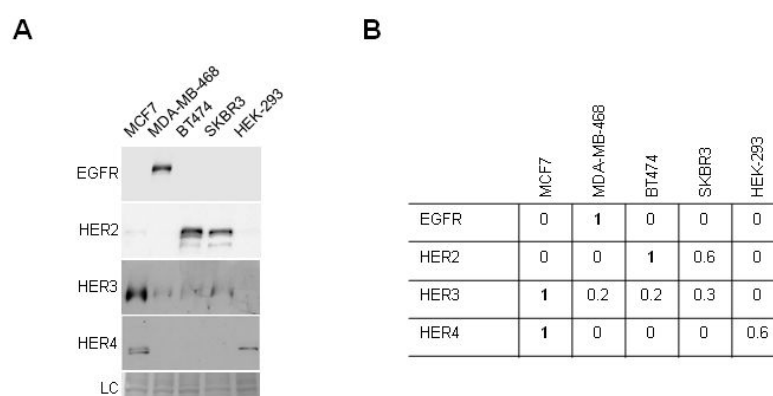 A
B
MCF7 MDA-MB-468 BT474 SKBR3 HEK-293
EGFR
HER2
HER3
HER4
LC
MCF7 MDA-MB-468 BT474 SKBR3 HEK-293
EGFR 0 1 0 0 0
HER2 0 0 1 0.6 0
HER3 1 0.2 0.2 0.3 0
HER4 1 0 0 0 0.6